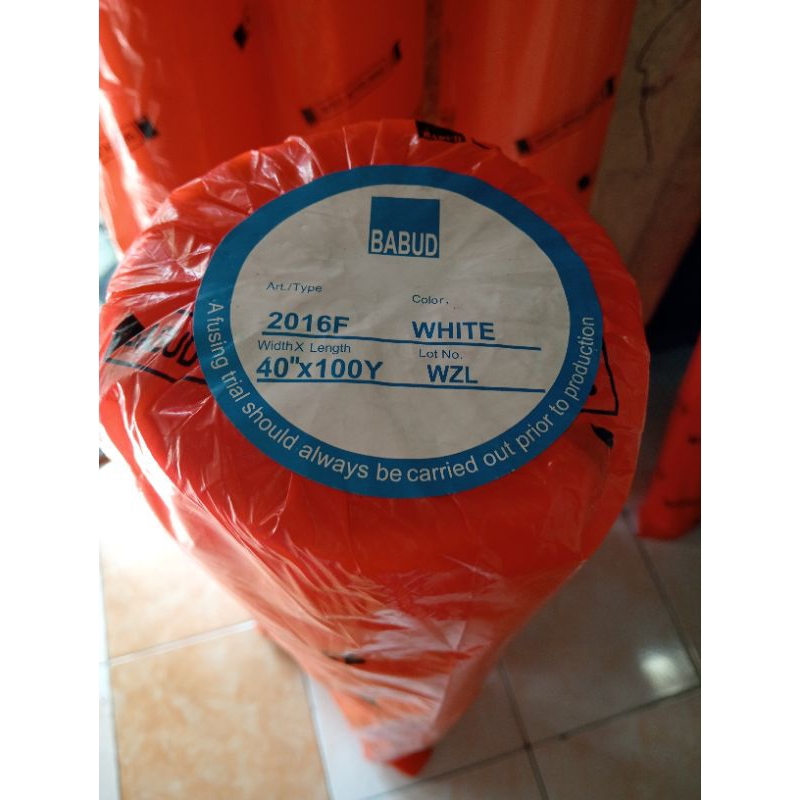 BABUD
Art./Type
Color.
2016F
WHITE
Width X Length
Lot No.
40"x100Y
WZL
A fusing trial should always be carried out prior to production